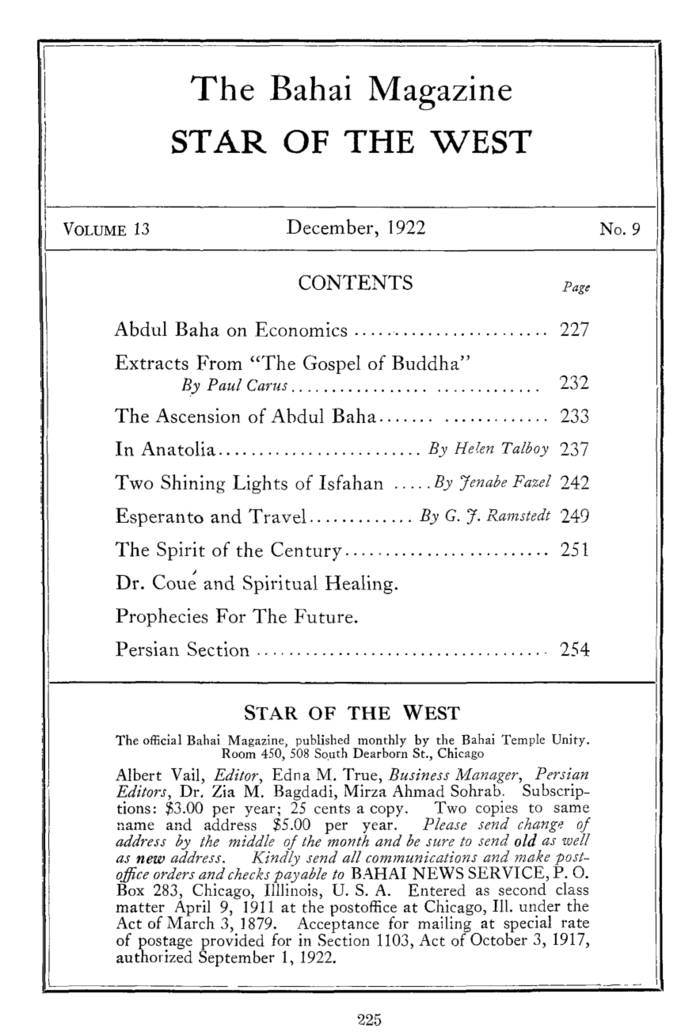 The Bahai Magazine
STAR OF THE WEST
VOLUME 13 December, 1922 No. 9
CONTENTS Page
Abdul Baha on Economics ........................ 227
Extracts From “The Gospel of Buddha”
By Paul Carus................. ............. 232
The Ascension of Abdul Baha....... ............. 233
In Anatolia......................... By Helen Talboy 237
Two Shining Lights of Isfahan .....By Jenabe Fazel 242
Esperanto and Travel............. By G. J. Ramstedt 249
The Spirit of the Century......................... 251
Dr. Coué and Spiritual Healing.
Prophecies For The Future.
Persian Section .................................... 254
STAR OF THE WEST
The official Bahai Magazine, published monthly by the Bahai Temple Unity.
Room 450, 508 South Dearborn St., Chicago
Albert Vail, Editor, Edna M. True, Business Manager, Persian
Editors, Dr. Zia M. Bagdadi, Mirza Ahmad Sohrab. Subscrip-
tions: $3.00 per year; 25 cents a copy. Two copies to same
name and address $5.00 per year. Please send change of
address by the middle of the month and be sure to send old as well
as new address. Kindly send all communications and make post-
office orders and checks payable to BAHAI NEWS SERVICE, P. O.
Box 283, Chicago, Illlinois, U. S. A. Entered as second class
matter April 9, 1911 at the postoffice at Chicago, Ill. under the
Act of March 3, 1879. Acceptance for mailing at special rate
of postage provided for in Section 1103, Act of October 3, 1917,
authorized September 1, 1922.
225